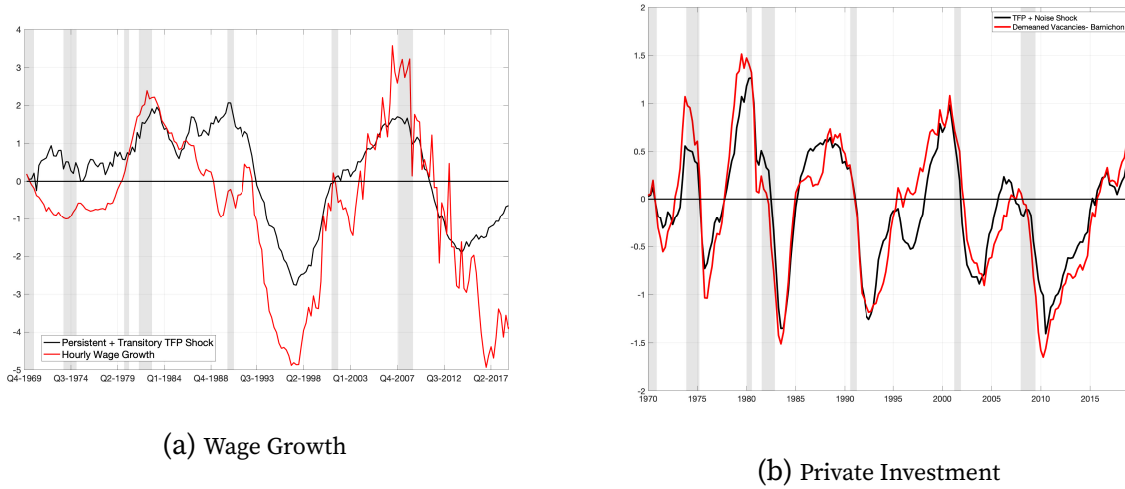 4
3
2
1
0
-1
-2
-3
-4
-5
Q4-1969 Q3-1974 Q2-1979 Q1-1984 Q4-1988 Q3-1993 Q2-1998 Q1-2003 Q4-2007 Q3-2012 Q2-2017
Persistent + Transitory TFP Shock
Hourly Wage Growth
(a) Wage Growth
2
1.5
1
0.5
0
-0.5
-1
-1.5
-2
1970 1975 1980 1985 1990 1995 2000 2005 2010 2015
TFP + Noise Shock
Demeaned Vacancies- Barnichon
(b) Private Investment